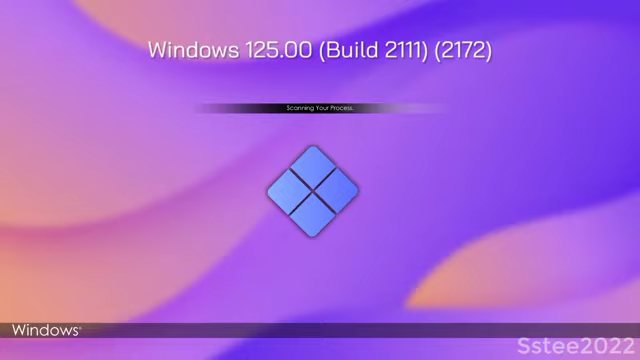 Windows 125.00 (Build 2111) (2172)
Scanning Your Process.
Windows®
Sstee2022